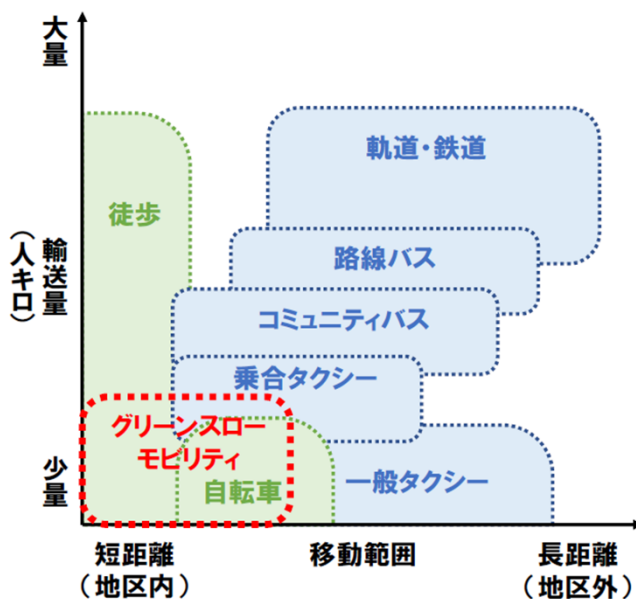 大量
軌道・鉄道
徒歩
路線バス
輸送量
（人キロ）
コミュニティバス
乗合タクシー
グリーンスロー
モビリティ
少量
自転車
一般タクシー
短距離
（地区内）
移動範囲
長距離
（地区外）